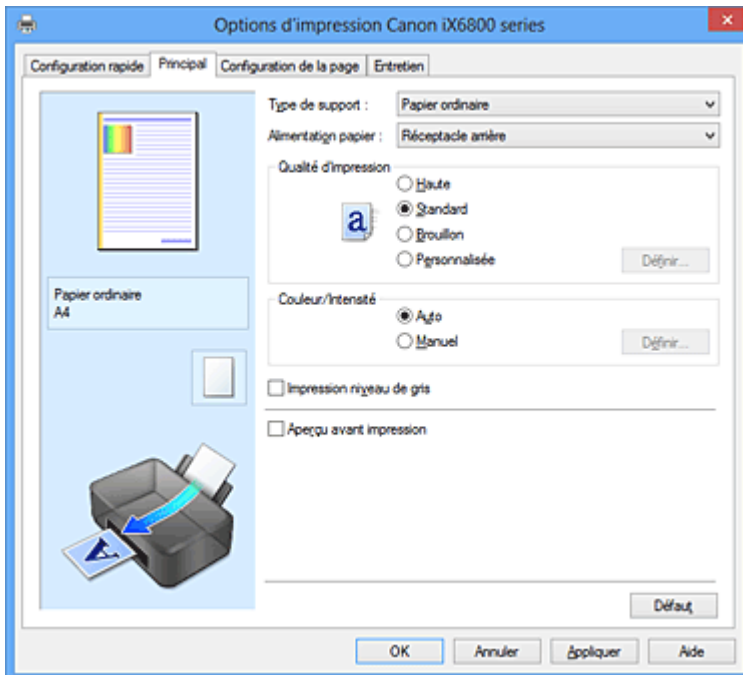 Options d'impression Canon iX6800 series
Configuration rapide Principal Configuration de la page Entretien
Type de support : Papier ordinaire
Alimentation papier : Réceptacle arrière
Qualité d'impression
Haute
a
Standard
Brouillon
Personnalisée Définir...
Papier ordinaire
A4
Couleur/Intensité
Auto
Manuel Définir...
Impression niveau de gris
Aperçu avant impression
A
Défaut
OK Annuler Appliquer Aide